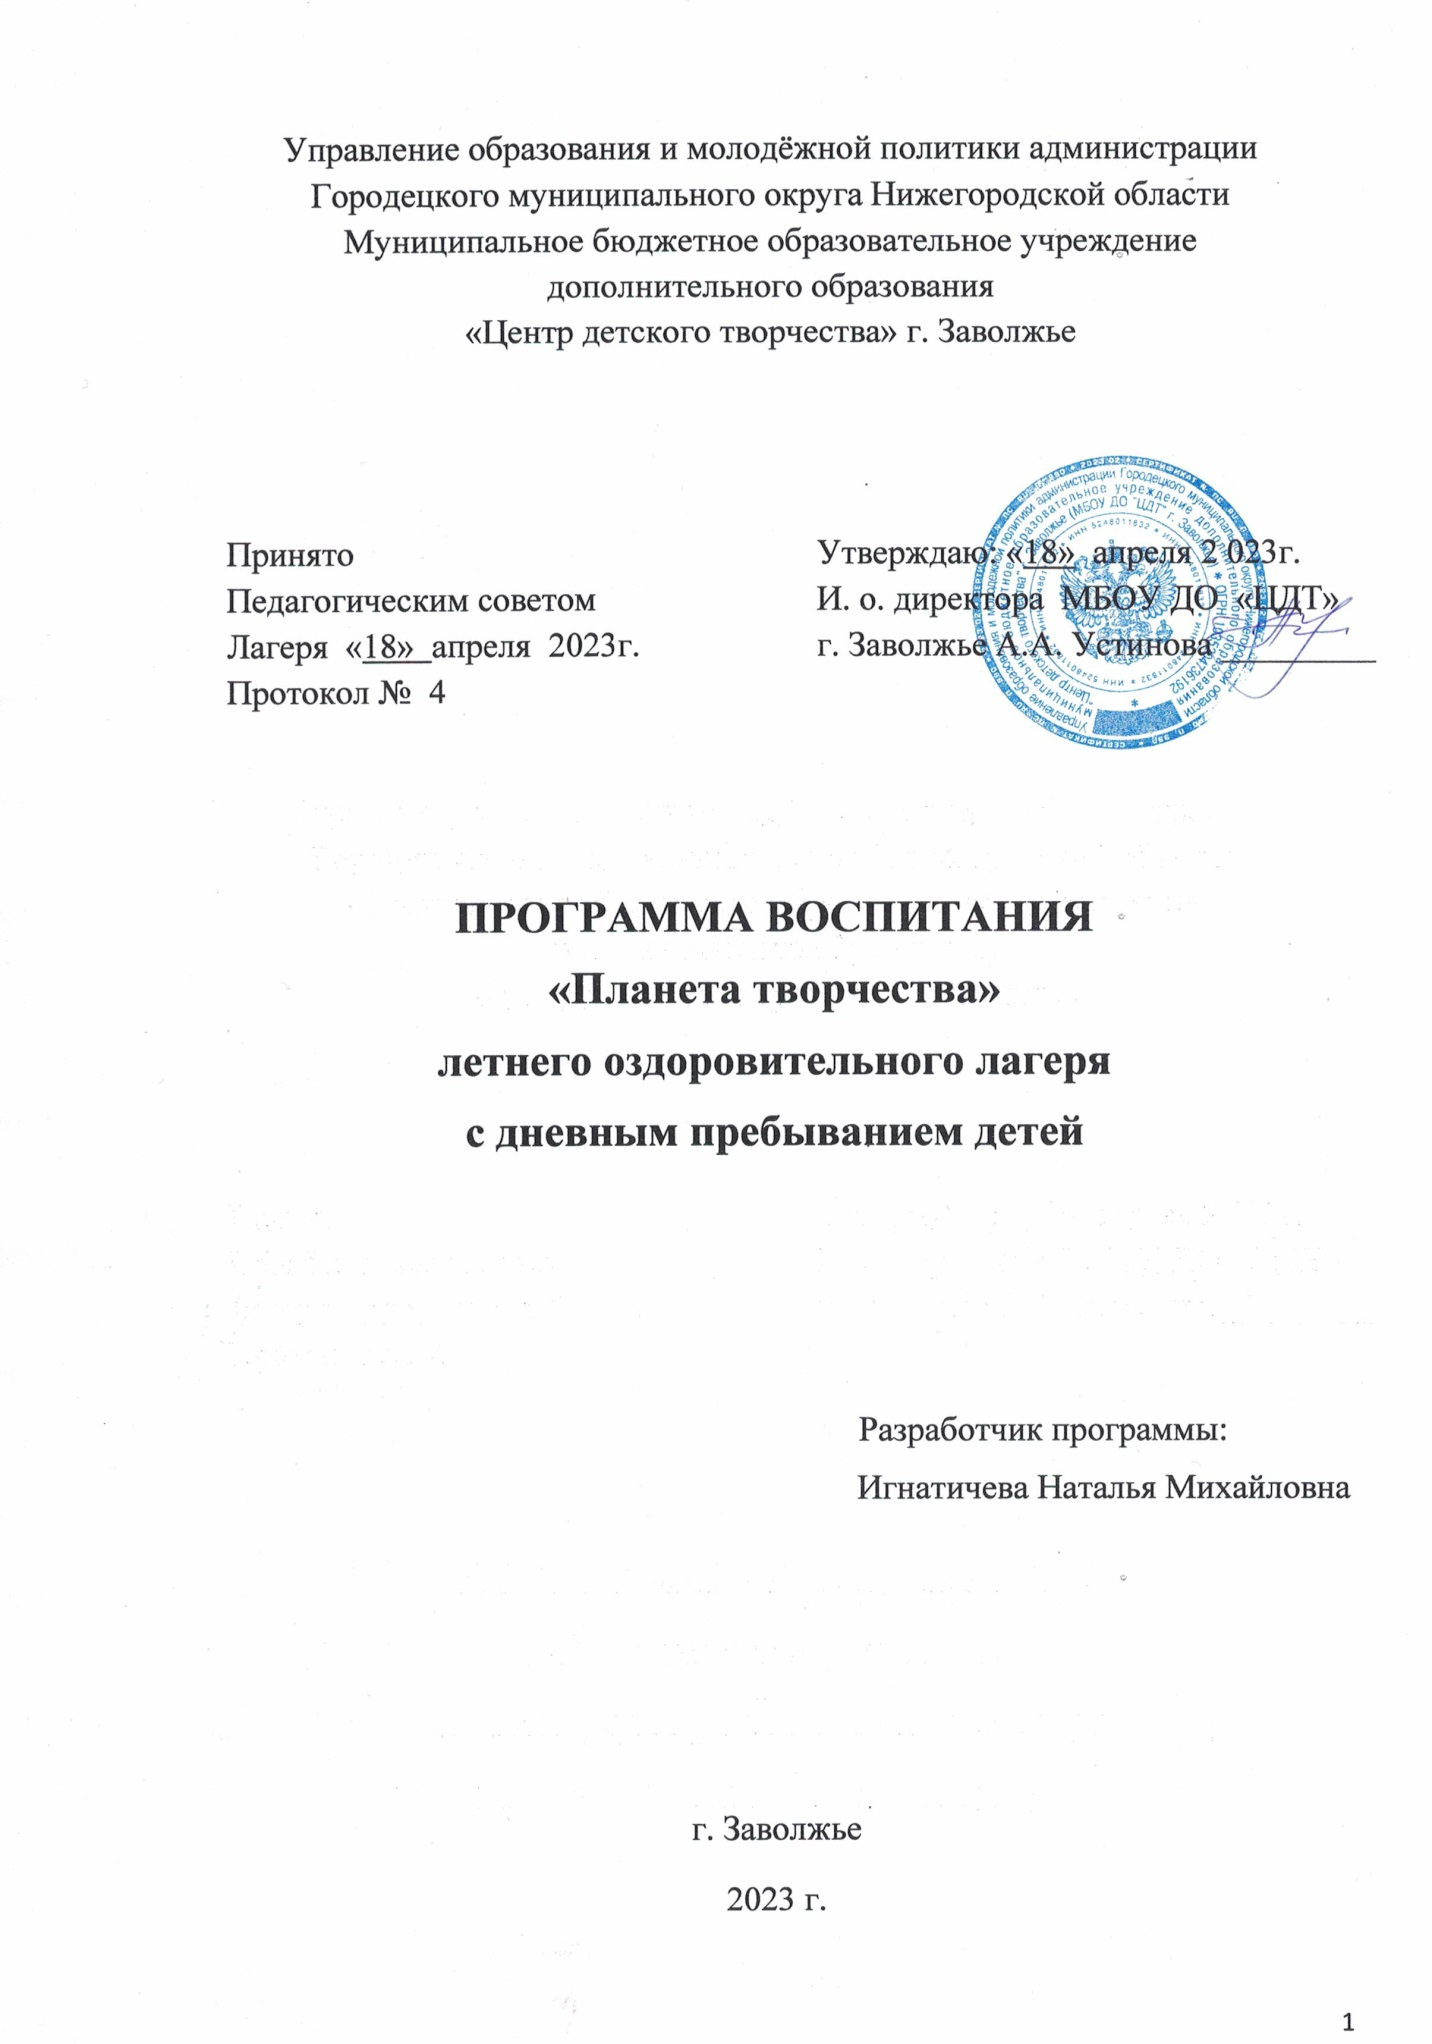 Управление образования и молодёжной политики администрации
Городецкого муниципального округа Нижегородской области
Муниципальное бюджетное образовательное учреждение
дополнительного образования
«Центр детского творчества» г. Заволжье
Принято
Педагогическим советом
Лагеря «18» апреля 2023г.
Протокол № 4
Утверждаю: «18» апреля 2 023г.
И. о. директора МБОУ ДО «ЦДТ»
г. Заволжье А.А. Устинова
ПРОГРАММА ВОСПИТАНИЯ
«Планета творчества»
летнего оздоровительного лагеря
с дневным пребыванием детей
Разработчик программы:
Игнатичева Наталья Михайловна
г. Заволжье
2023 г.
1